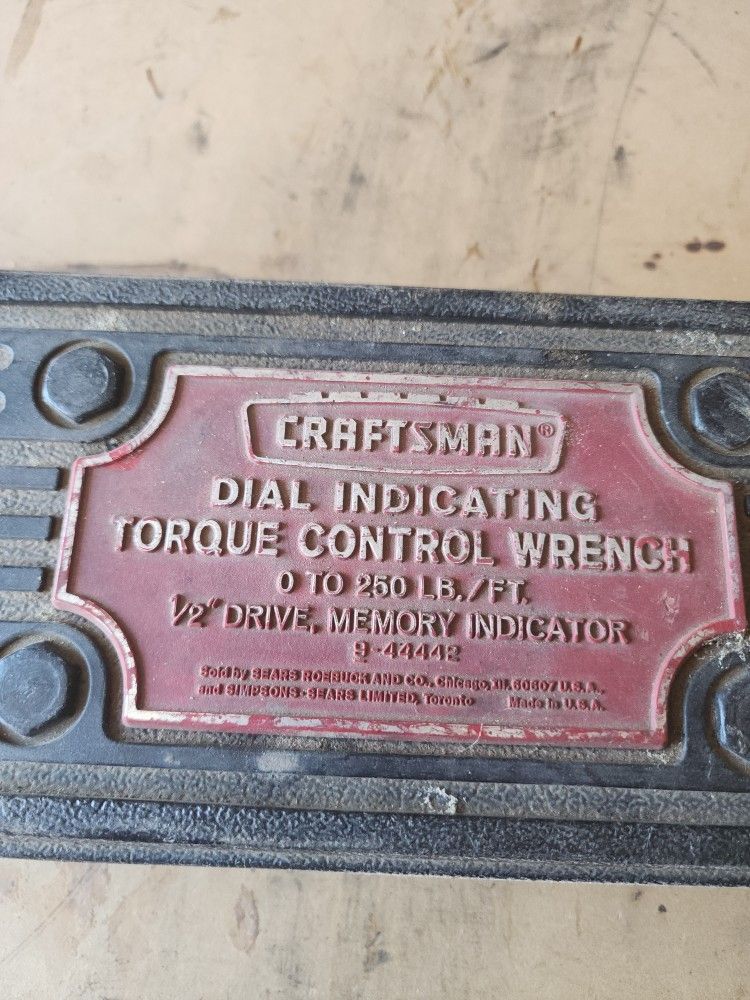 CRAFTSMAN®
DIAL INDICATING
TORQUE CONTROL WRENCH
0 TO 250 LB./FT.
1/2" DRIVE, MEMORY INDICATOR
9-44442
Sold by SEARS ROEBUCK AND CO., Chicago, Ill. 60607 U.S.A.,
and SIMPSONS-SEARS LIMITED, Toronto Made in U.S.A.